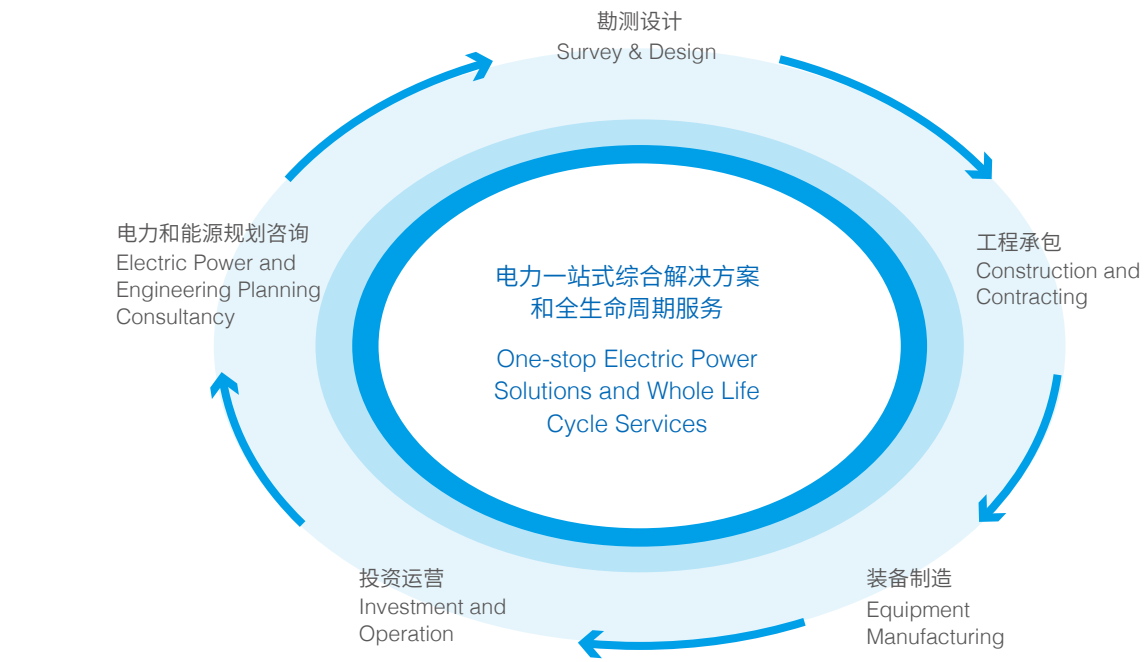 勘测设计
Survey & Design
电力和能源规划咨询
Electric Power and
Engineering Planning
Consultancy
工程承包
Construction and
Contracting
电力一站式综合解决方案
和全生命周期服务
One-stop Electric Power
Solutions and Whole Life
Cycle Services
投资运营
Investment and
Operation
装备制造
Equipment
Manufacturing